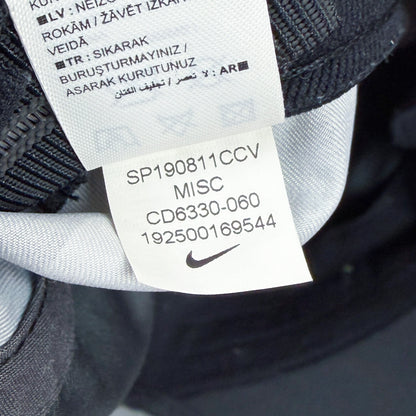 ■LV: NEIZG
ROKĀM / ŽĀVĒT IZKAR
VEIDĀ
■TR: SIKARAK
BURUŞTURMAYINIZ /
ASARAK KURUTUNUZ
■AR: لا تعصر / تجفيف الكتان
SP190811CCV
MISC
CD6330-060
192500169544